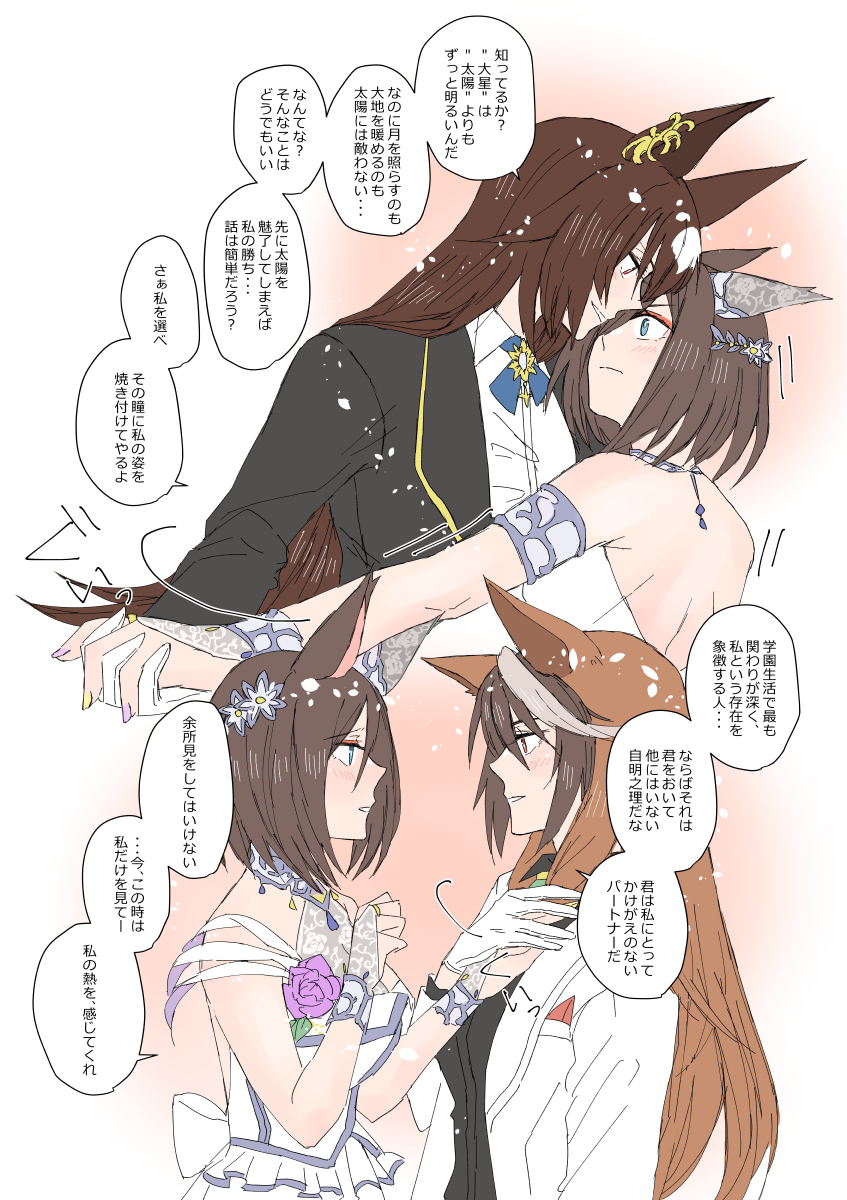 知ってるか?
"大星"は
"太陽"よりも
ずっと明るいんだ
なのに月を照らすのも
大地を暖めるのも
太陽には敵わない・・・
なんてな?
そんなことは
どうでもいい
先に太陽を
魅了してしまえば
私の勝ち・・・
話は簡単だろう?
さぁ私を選べ
その瞳に私の姿を
焼き付けてやるよ
ぐい
学園生活で最も
関わりが深く、
私という存在を
象徴する人・・・
ならばそれは
君をおいて
他にはいない
自明之理だな
君は私にとって
かけがえのない
パートナーだ
余所見をしてはいけない
・・・今、この時は
私だけを見てー
私の熱を、感じてくれ
ぐいっ